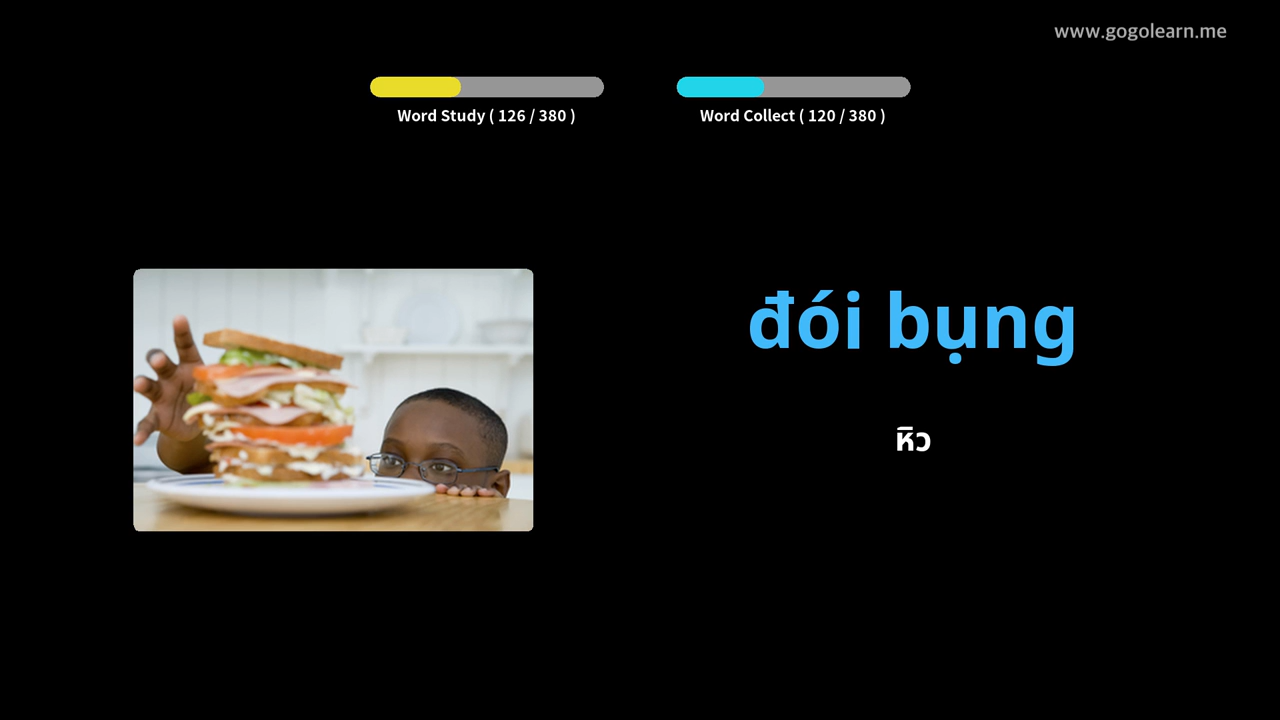 www.gogolearn.me
Word Study ( 126 / 380 )
Word Collect ( 120 / 380 )
đói bụng
หิว